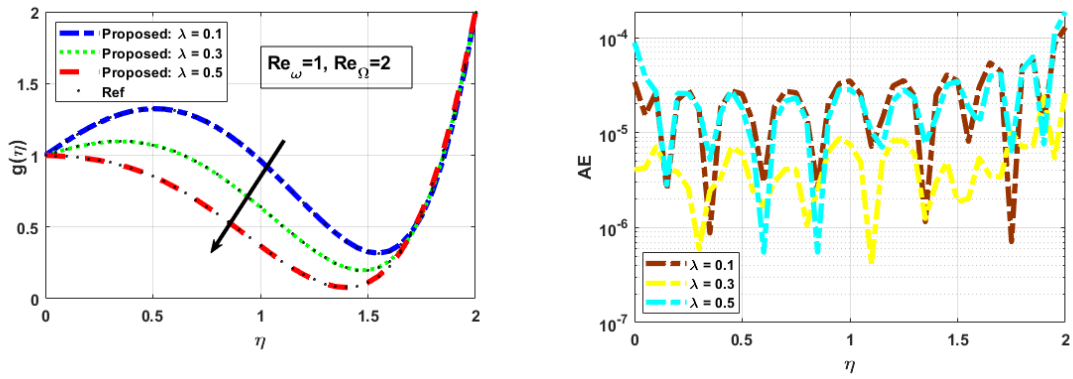 2
1.5
1
0.5
0
g(η)
Proposed: λ = 0.1
Proposed: λ = 0.3
Proposed: λ = 0.5
Ref
Re_ω=1, Re_Ω=2
0 0.5 1 1.5 2
η
10^-4
10^-5
10^-6
10^-7
AE
λ = 0.1
λ = 0.3
λ = 0.5
0 0.5 1 1.5 2
η